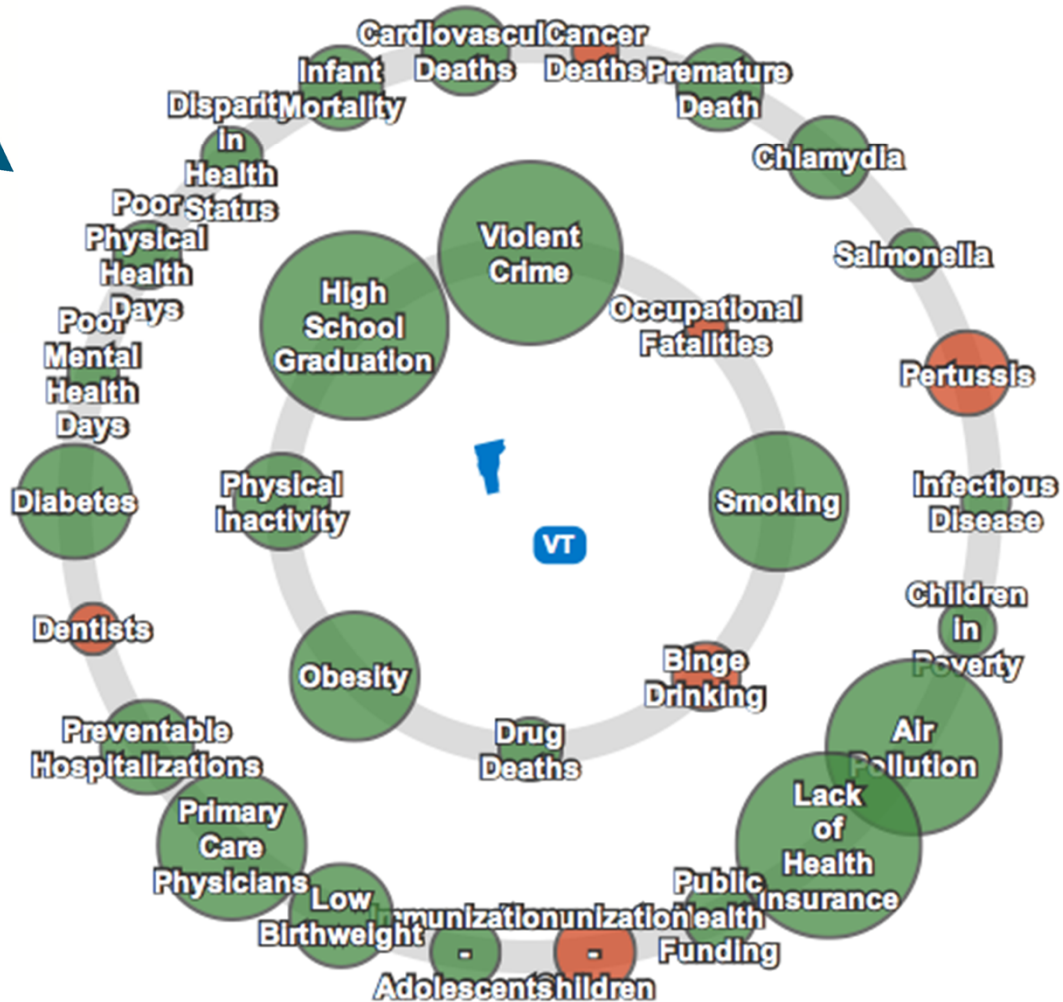 Cardiovascul
Deaths
Cancer
Deaths
Premature
Death
Infant
Mortality
Disparit
In
Health
Status
Chlamydia
Poor
Physical
Health
Days
Salmonella
Violent
Crime
High
School
Graduation
Occupational
Fatalities
Poor
Mental
Health
Days
Pertussis
Diabetes
Physical
Inactivity
Smoking
Infectious
Disease
VT
Children
In
Poverty
Dentists
Obesity
Binge
Drinking
Drug
Deaths
Air
Pollution
Preventable
Hospitalizations
Lack
of
Health
Insurance
Primary
Care
Physicians
Low
Birthweight
Public
Health
Funding
munization
-
Adolescents
nunization
-
hildren